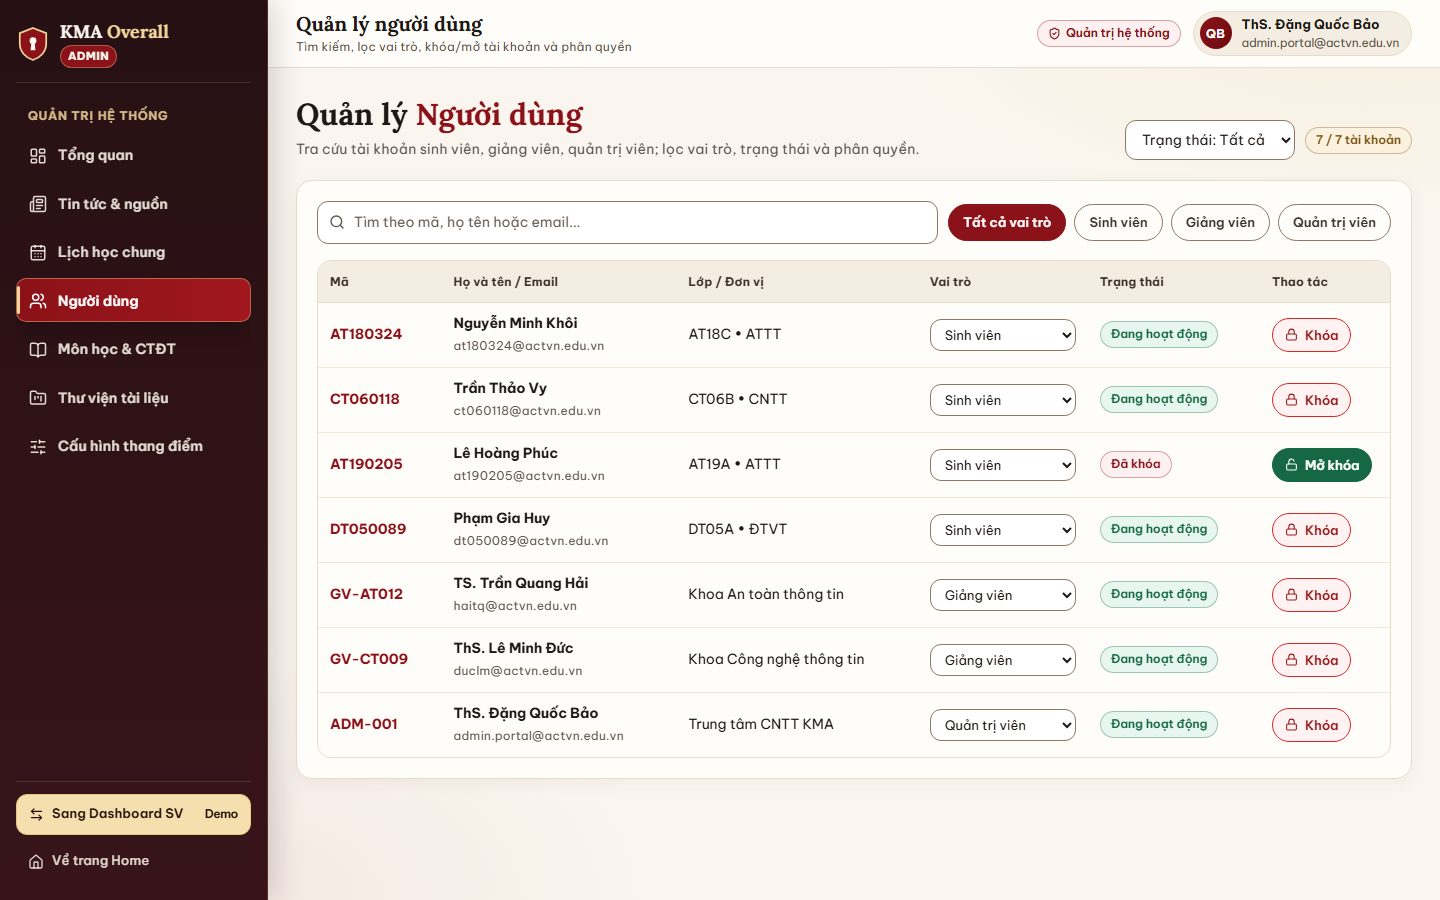 KMA Overall
ADMIN
QUẢN TRỊ HỆ THỐNG
Tổng quan
Tin tức & nguồn
Lịch học chung
Người dùng
Môn học & CTĐT
Thư viện tài liệu
Cấu hình thang điểm
Sang Dashboard SV Demo
Về trang Home
Quản lý người dùng
Tìm kiếm, lọc vai trò, khóa/mở tài khoản và phân quyền
Quản trị hệ thống
QB
ThS. Đặng Quốc Bảo
admin.portal@actvn.edu.vn
Quản lý Người dùng
Tra cứu tài khoản sinh viên, giảng viên, quản trị viên; lọc vai trò, trạng thái và phân quyền.
Trạng thái: Tất cả
7 / 7 tài khoản
Tìm theo mã, họ tên hoặc email...
Tất cả vai trò Sinh viên Giảng viên Quản trị viên
Mã Họ và tên / Email Lớp / Đơn vị Vai trò Trạng thái Thao tác
AT180324 Nguyễn Minh Khôi AT18C • ATTT Sinh viên Đang hoạt động Khóa
at180324@actvn.edu.vn
CT060118 Trần Thảo Vy CT06B • CNTT Sinh viên Đang hoạt động Khóa
ct060118@actvn.edu.vn
AT190205 Lê Hoàng Phúc AT19A • ATTT Sinh viên Đã khóa Mở khóa
at190205@actvn.edu.vn
DT050089 Phạm Gia Huy DT05A • ĐTVT Sinh viên Đang hoạt động Khóa
dt050089@actvn.edu.vn
GV-AT012 TS. Trần Quang Hải Khoa An toàn thông tin Giảng viên Đang hoạt động Khóa
haitq@actvn.edu.vn
GV-CT009 ThS. Lê Minh Đức Khoa Công nghệ thông tin Giảng viên Đang hoạt động Khóa
duclm@actvn.edu.vn
ADM-001 ThS. Đặng Quốc Bảo Trung tâm CNTT KMA Quản trị viên Đang hoạt động Khóa
admin.portal@actvn.edu.vn